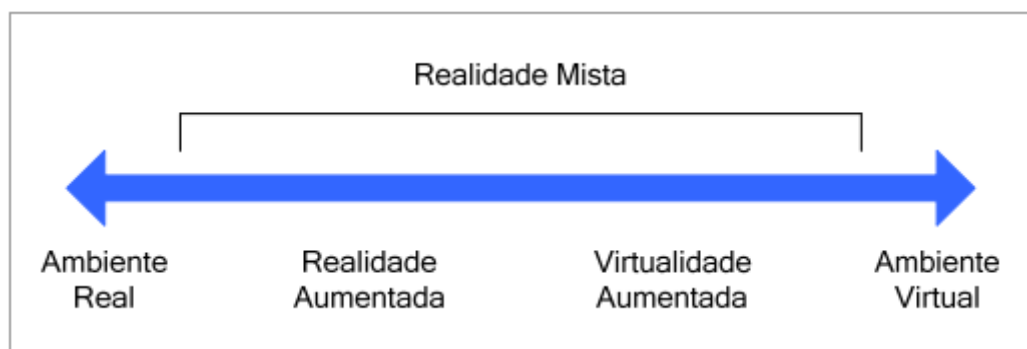 Realidade Mista
Ambiente
Real
Realidade
Aumentada
Virtualidade
Aumentada
Ambiente
Virtual